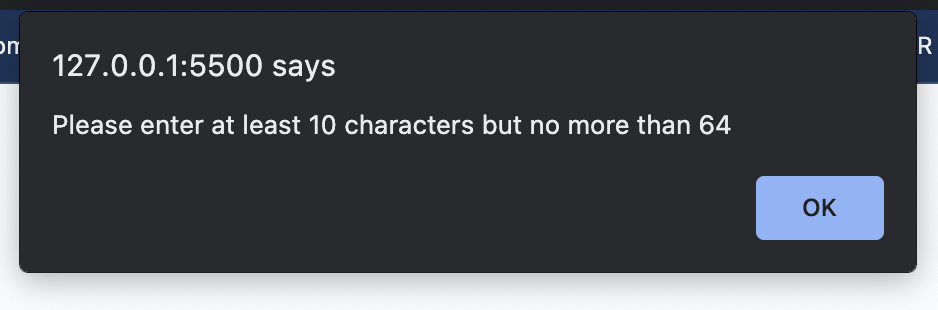 127.0.0.1:5500 says
Please enter at least 10 characters but no more than 64
OK